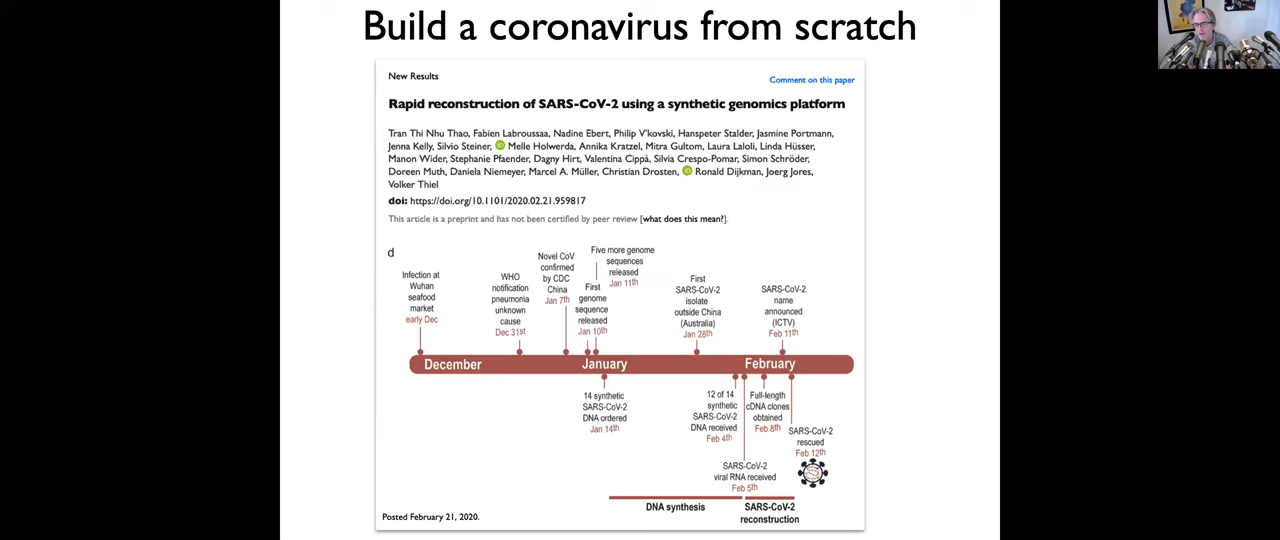 Build a coronavirus from scratch
New Results
Comment on this paper
Rapid reconstruction of SARS-CoV-2 using a synthetic genomics platform
Tran Thi Nhu Thao, Fabien Labroussaa, Nadine Ebert, Philip V'kovski, Hanspeter Stalder, Jasmine Portmann,
Jenna Kelly, Silvio Steiner, Melle Holwerda, Annika Kratzel, Mitra Gultom, Laura Laloli, Linda Hüsser,
Manon Wider, Stephanie Pfaender, Dagny Hirt, Valentina Cippà, Silvia Crespo-Pomar, Simon Schröder,
Doreen Muth, Daniela Niemeyer, Marcel A. Müller, Christian Drosten, Ronald Dijkman, Joerg Jores,
Volker Thiel
doi: https://doi.org/10.1101/2020.02.21.959817
This article is a preprint and has not been certified by peer review [what does this mean?].
d
Infection at
Wuhan
seafood
market
early Dec
WHO
notification
pneumonia
unknown
cause
Dec 31st
Novel CoV
confirmed
by CDC
China
Jan 7th
First
genome
sequence
released
Jan 10th
Five more genome
sequences
released
Jan 11th
First
SARS-CoV-2
isolate
outside China
(Australia)
Jan 28th
SARS-CoV-2
name
announced
(ICTV)
Feb 11th
December
January
February
14 synthetic
SARS-CoV-2
DNA ordered
Jan 14th
12 of 14
synthetic
SARS-CoV-2
DNA received
Feb 4th
Full-length
cDNA clones
obtained
Feb 8th
SARS-CoV-2
rescued
Feb 12th
SARS-CoV-2
viral RNA received
Feb 5th
DNA synthesis
SARS-CoV-2
reconstruction
Posted February 21, 2020.